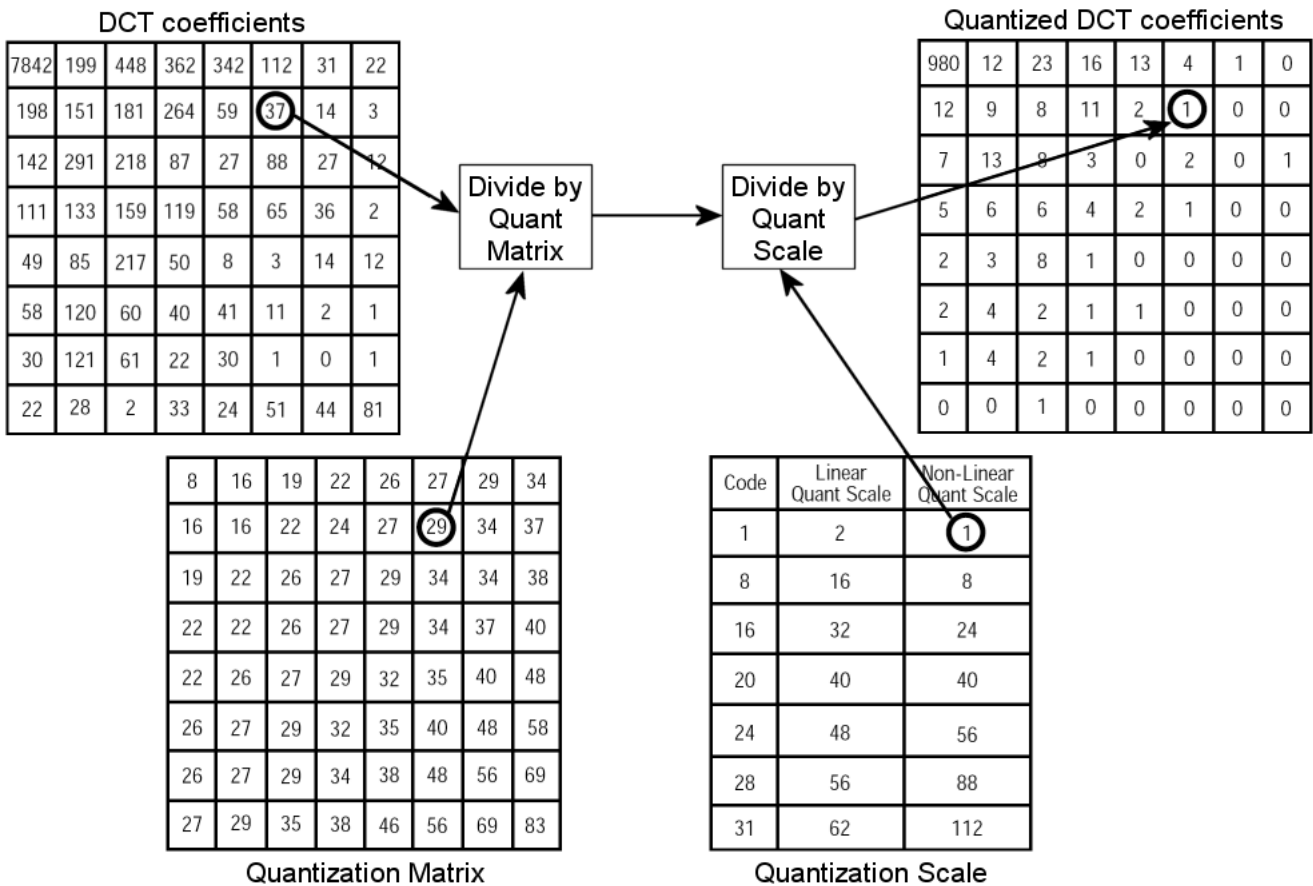 DCT coefficients
7842 199 448 362 342 112 31 22
198 151 181 264 59 37 14 3
142 291 218 87 27 88 27 12
111 133 159 119 58 65 36 2
49 85 217 50 8 3 14 12
58 120 60 40 41 11 2 1
30 121 61 22 30 1 0 1
22 28 2 33 24 51 44 81
Divide by
Quant
Matrix
Divide by
Quant
Scale
Quantized DCT coefficients
980 12 23 16 13 4 1 0
12 9 8 11 2 1 0 0
7 13 8 3 0 2 0 1
5 6 6 4 2 1 0 0
2 3 8 1 0 0 0 0
2 4 2 1 1 0 0 0
1 4 2 1 0 0 0 0
0 0 1 0 0 0 0 0
8 16 19 22 26 27 29 34
16 16 22 24 27 29 34 37
19 22 26 27 29 34 34 38
22 22 26 27 29 34 37 40
22 26 27 29 32 35 40 48
26 27 29 32 35 40 48 58
26 27 29 34 38 48 56 69
27 29 35 38 46 56 69 83
Quantization Matrix
Code Linear Quant Scale Non-Linear Quant Scale
1 2 1
8 16 8
16 32 24
20 40 40
24 48 56
28 56 88
31 62 112
Quantization Scale